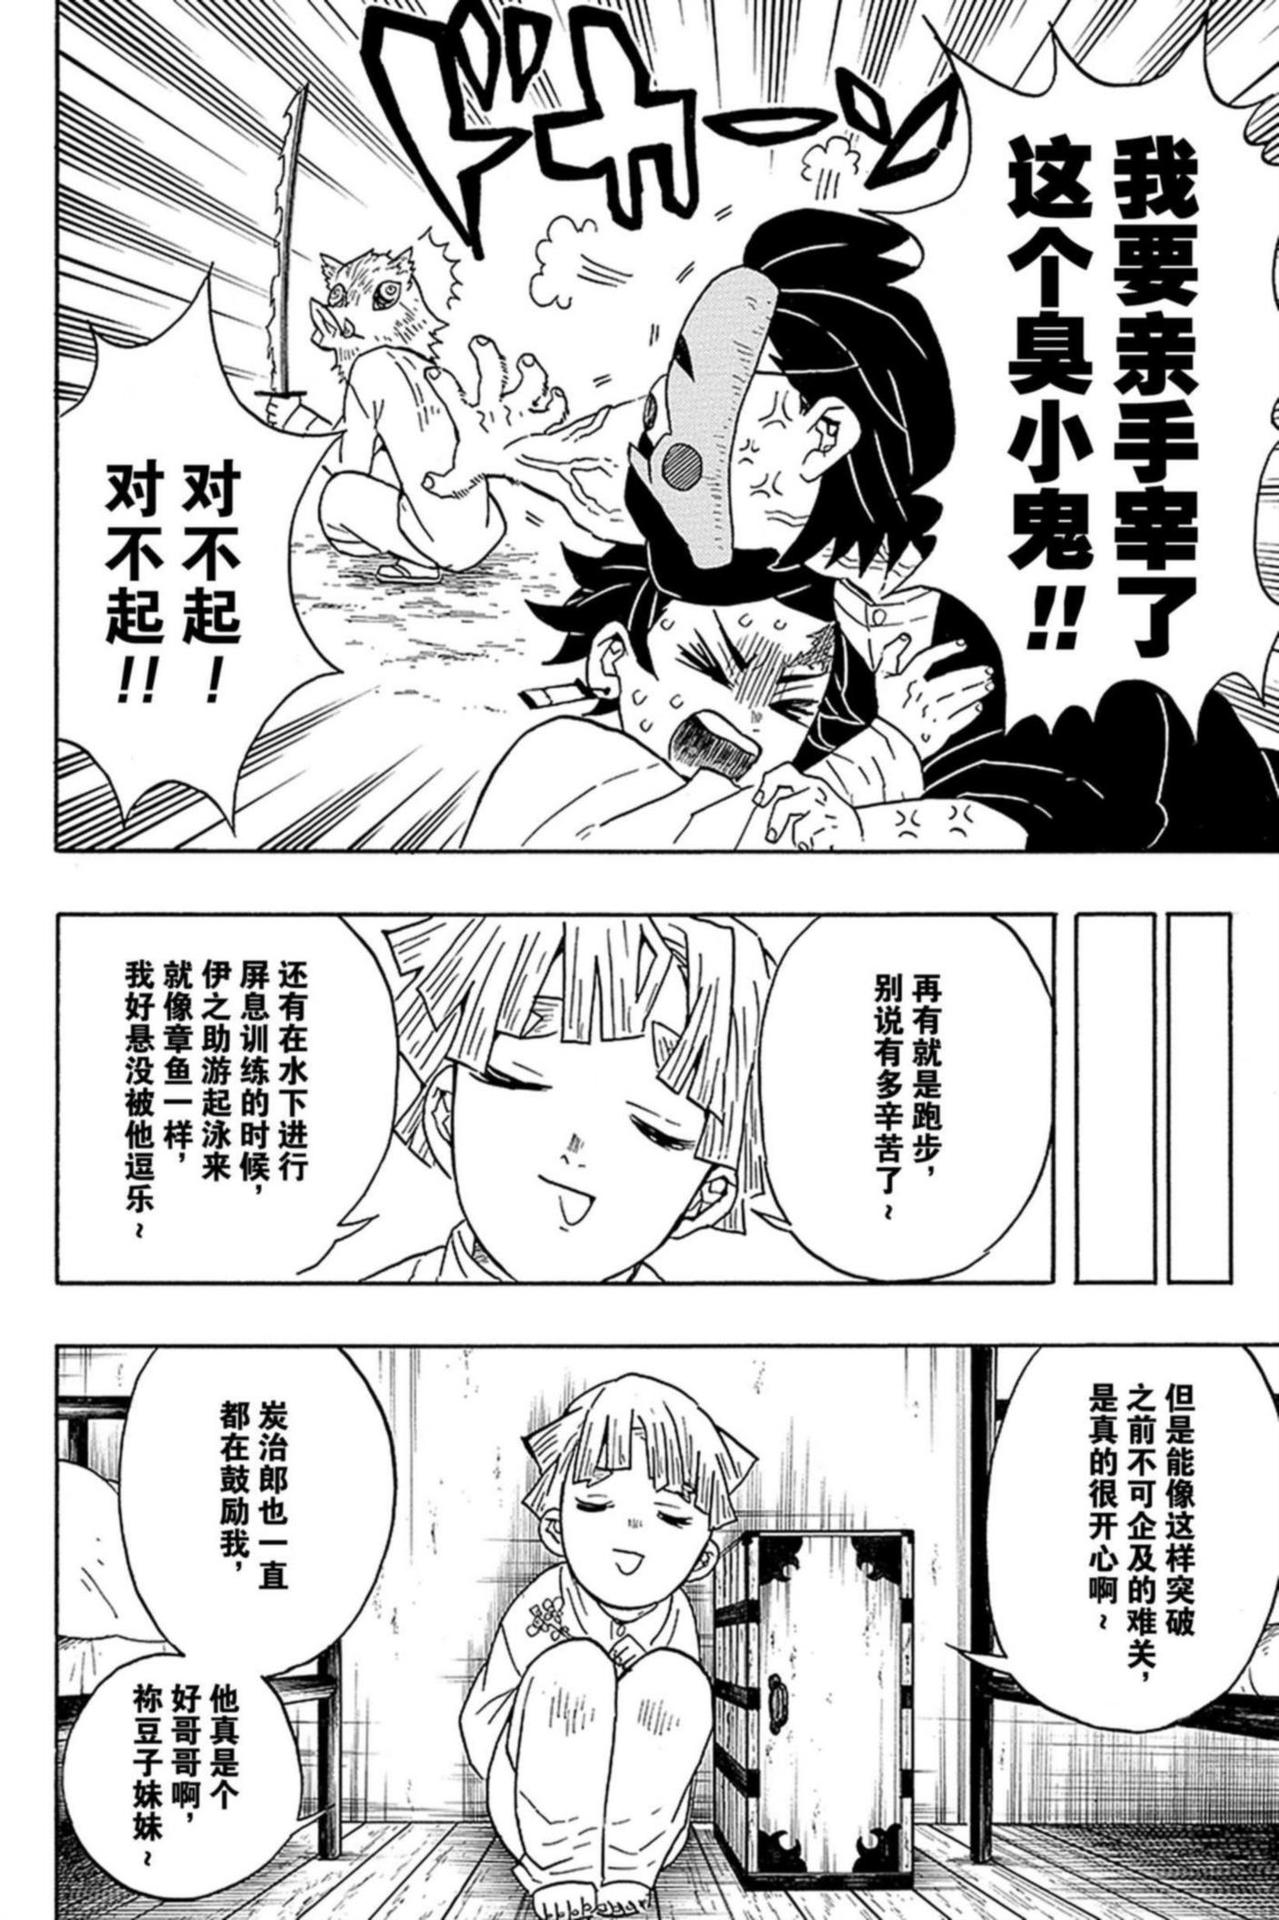 ドカーン
我要亲手宰了
这个臭小鬼!!
对不起!
对不起!!
再有就是跑步,
别说有多辛苦了~
还有在水下进行
屏息训练的时候,
伊之助游起泳来
就像章鱼一样,
我好悬没被他逗乐~
但是能像这样突破
之前不可企及的难关,
是真的很开心啊~
炭治郎也一直
都在鼓励我,
他真是个
好哥哥啊,
祢豆子妹妹~